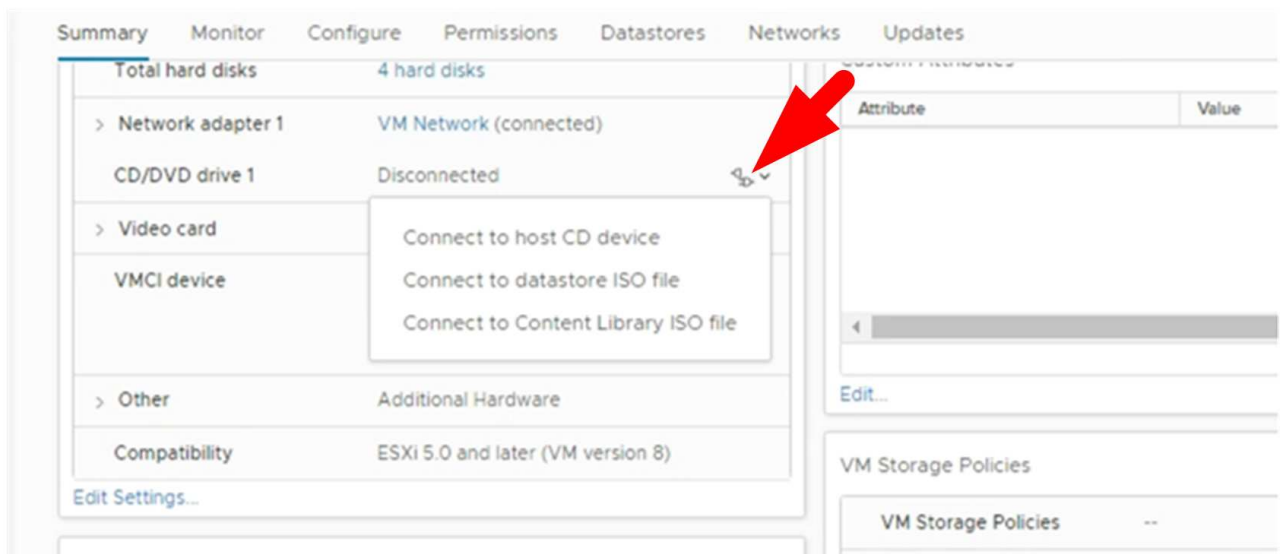 Summary Monitor Configure Permissions Datastores Networks Updates
Total hard disks 4 hard disks
> Network adapter 1 VM Network (connected)
CD/DVD drive 1 Disconnected
> Video card
Connect to host CD device
VMCI device
Connect to datastore ISO file
Connect to Content Library ISO file
> Other Additional Hardware
Compatibility ESXi 5.0 and later (VM version 8)
Edit Settings...
Custom Attributes
Attribute Value
Edit...
VM Storage Policies
VM Storage Policies --